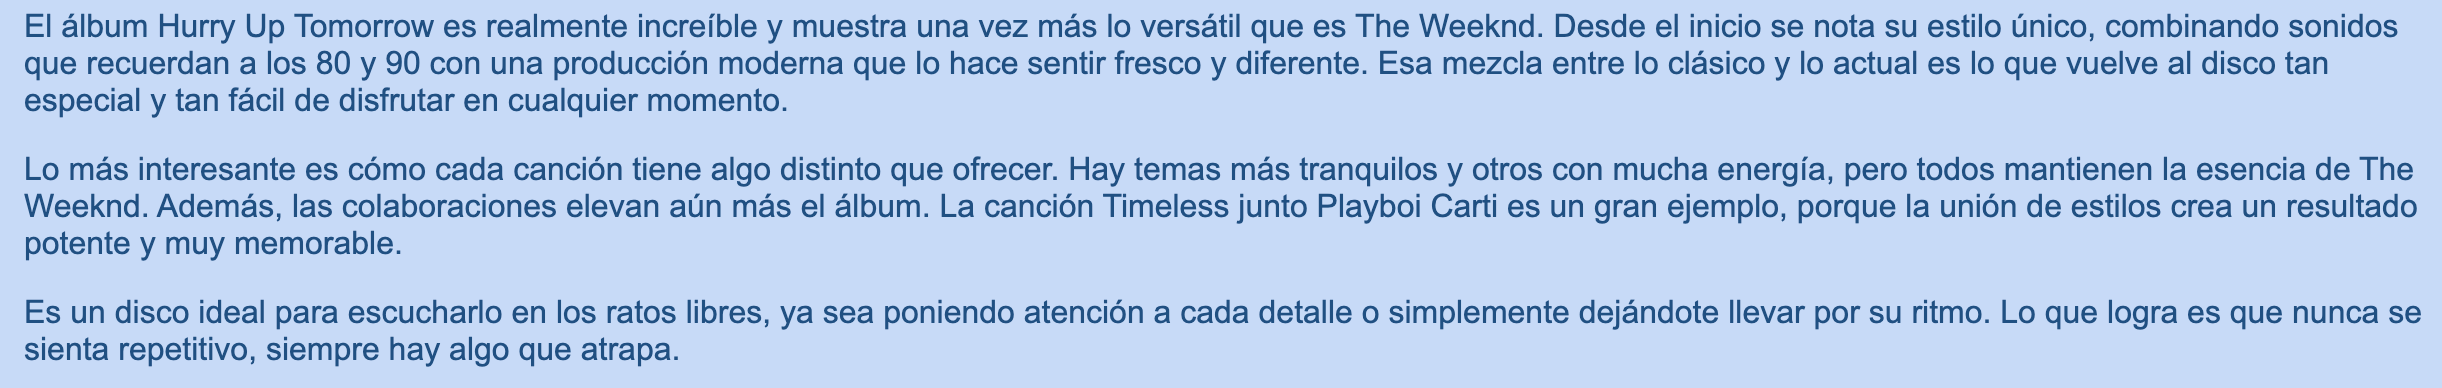 El álbum Hurry Up Tomorrow es realmente increíble y muestra una vez más lo versátil que es The Weeknd. Desde el inicio se nota su estilo único, combinando sonidos
que recuerdan a los 80 y 90 con una producción moderna que lo hace sentir fresco y diferente. Esa mezcla entre lo clásico y lo actual es lo que vuelve al disco tan
especial y tan fácil de disfrutar en cualquier momento.
Lo más interesante es cómo cada canción tiene algo distinto que ofrecer. Hay temas más tranquilos y otros con mucha energía, pero todos mantienen la esencia de The
Weeknd. Además, las colaboraciones elevan aún más el álbum. La canción Timeless junto Playboi Carti es un gran ejemplo, porque la unión de estilos crea un resultado
potente y muy memorable.
Es un disco ideal para escucharlo en los ratos libres, ya sea poniendo atención a cada detalle o simplemente dejándote llevar por su ritmo. Lo que logra es que nunca se
sienta repetitivo, siempre hay algo que atrapa.